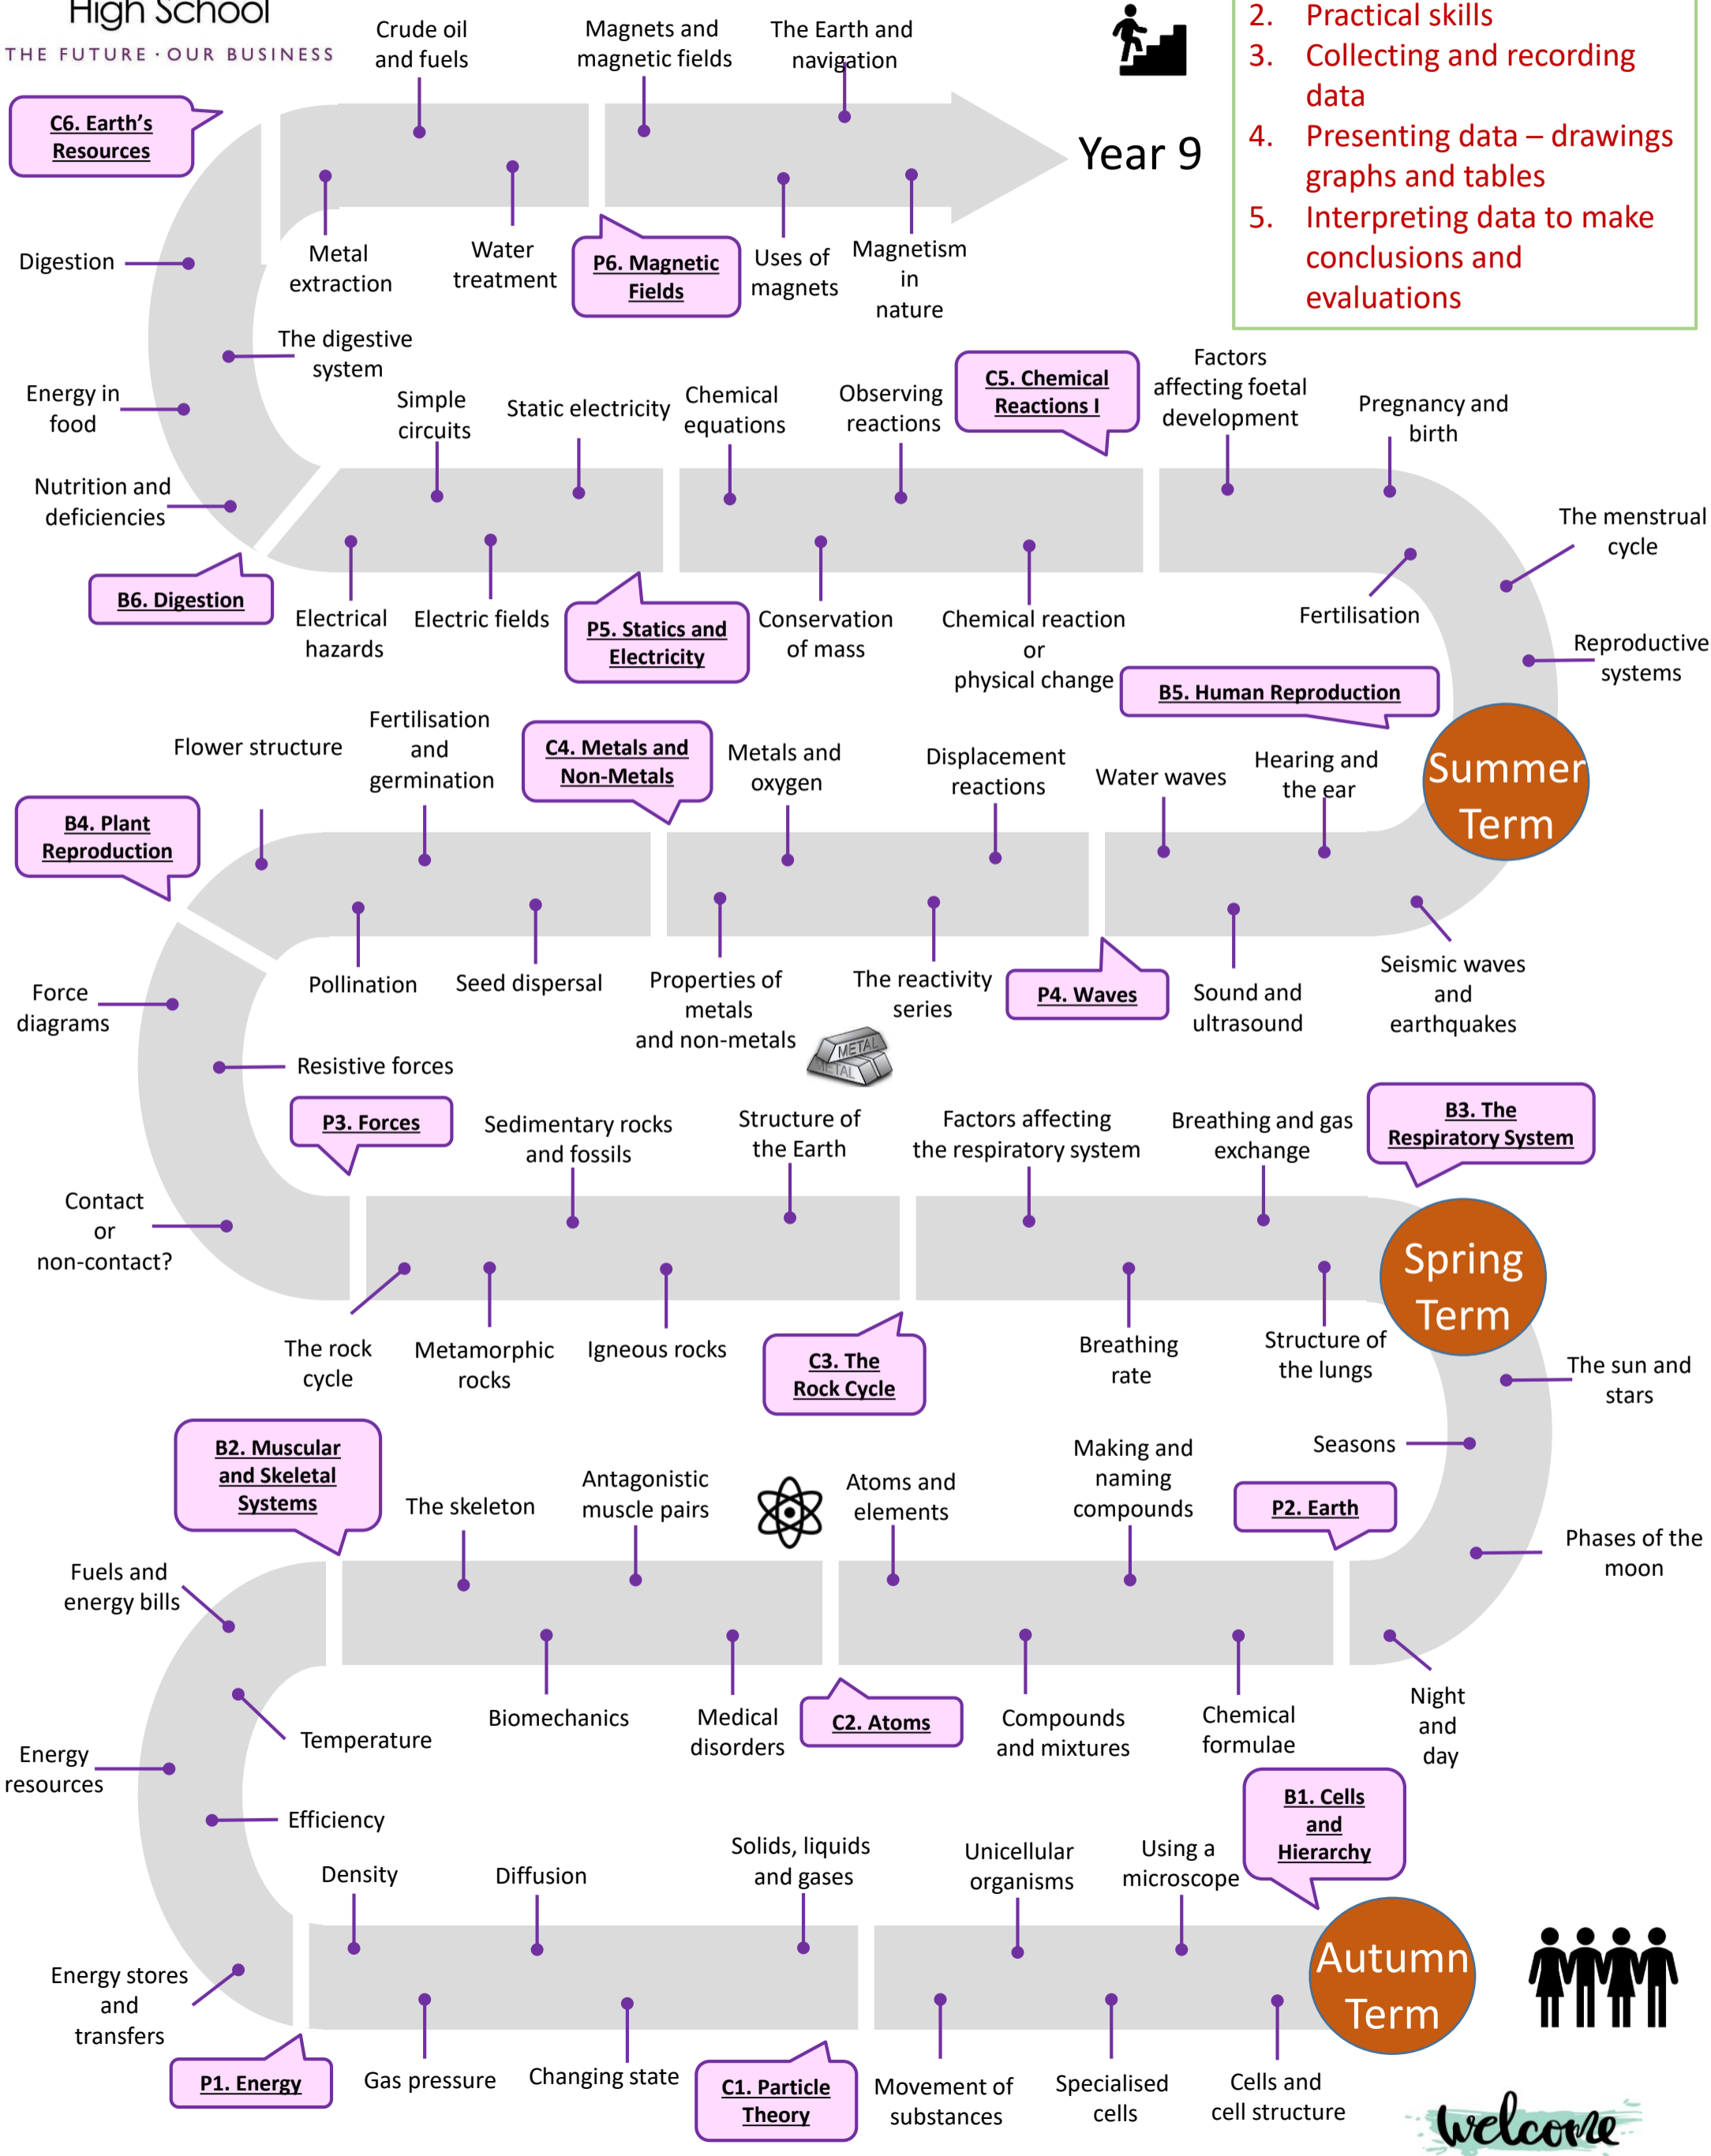 High School
THE FUTURE · OUR BUSINESS
Crude oil
and fuels
Magnets and
magnetic fields
The Earth and
navigation
2. Practical skills
3. Collecting and recording
data
4. Presenting data – drawings
graphs and tables
5. Interpreting data to make
conclusions and
evaluations
C6. Earth's
Resources
Year 9
Metal
extraction
Water
treatment
P6. Magnetic
Fields
Uses of
magnets
Magnetism
in
nature
Digestion
The digestive
system
Energy in
food
Nutrition and
deficiencies
B6. Digestion
Simple
circuits
Static electricity
Chemical
equations
Observing
reactions
C5. Chemical
Reactions I
Factors
affecting foetal
development
Pregnancy and
birth
The menstrual
cycle
Fertilisation
Reproductive
systems
Electrical
hazards
Electric fields
P5. Statics and
Electricity
Conservation
of mass
Chemical reaction
or
physical change
B5. Human Reproduction
Summer
Term
Flower structure
Fertilisation
and
germination
C4. Metals and
Non-Metals
Metals and
oxygen
Displacement
reactions
Water waves
Hearing and
the ear
B4. Plant
Reproduction
Pollination
Seed dispersal
Properties of
metals
and non-metals
The reactivity
series
P4. Waves
Sound and
ultrasound
Seismic waves
and
earthquakes
METAL
METAL
Force
diagrams
Resistive forces
P3. Forces
Contact
or
non-contact?
Sedimentary rocks
and fossils
Structure of
the Earth
Factors affecting
the respiratory system
Breathing and gas
exchange
B3. The
Respiratory System
Spring
Term
The rock
cycle
Metamorphic
rocks
Igneous rocks
C3. The
Rock Cycle
Breathing
rate
Structure of
the lungs
The sun and
stars
Seasons
Phases of the
moon
B2. Muscular
and Skeletal
Systems
The skeleton
Antagonistic
muscle pairs
Atoms and
elements
Making and
naming
compounds
P2. Earth
Fuels and
energy bills
Biomechanics
Medical
disorders
C2. Atoms
Compounds
and mixtures
Chemical
formulae
Night
and
day
Temperature
Energy
resources
Efficiency
Energy stores
and
transfers
P1. Energy
Density
Diffusion
Solids, liquids
and gases
Unicellular
organisms
Using a
microscope
B1. Cells
and
Hierarchy
Autumn
Term
Gas pressure
Changing state
C1. Particle
Theory
Movement of
substances
Specialised
cells
Cells and
cell structure
welcome